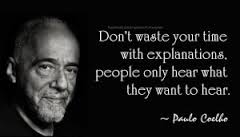 Don't waste your time
with explanations,
people only hear what
they want to hear.
~ Paulo Coelho